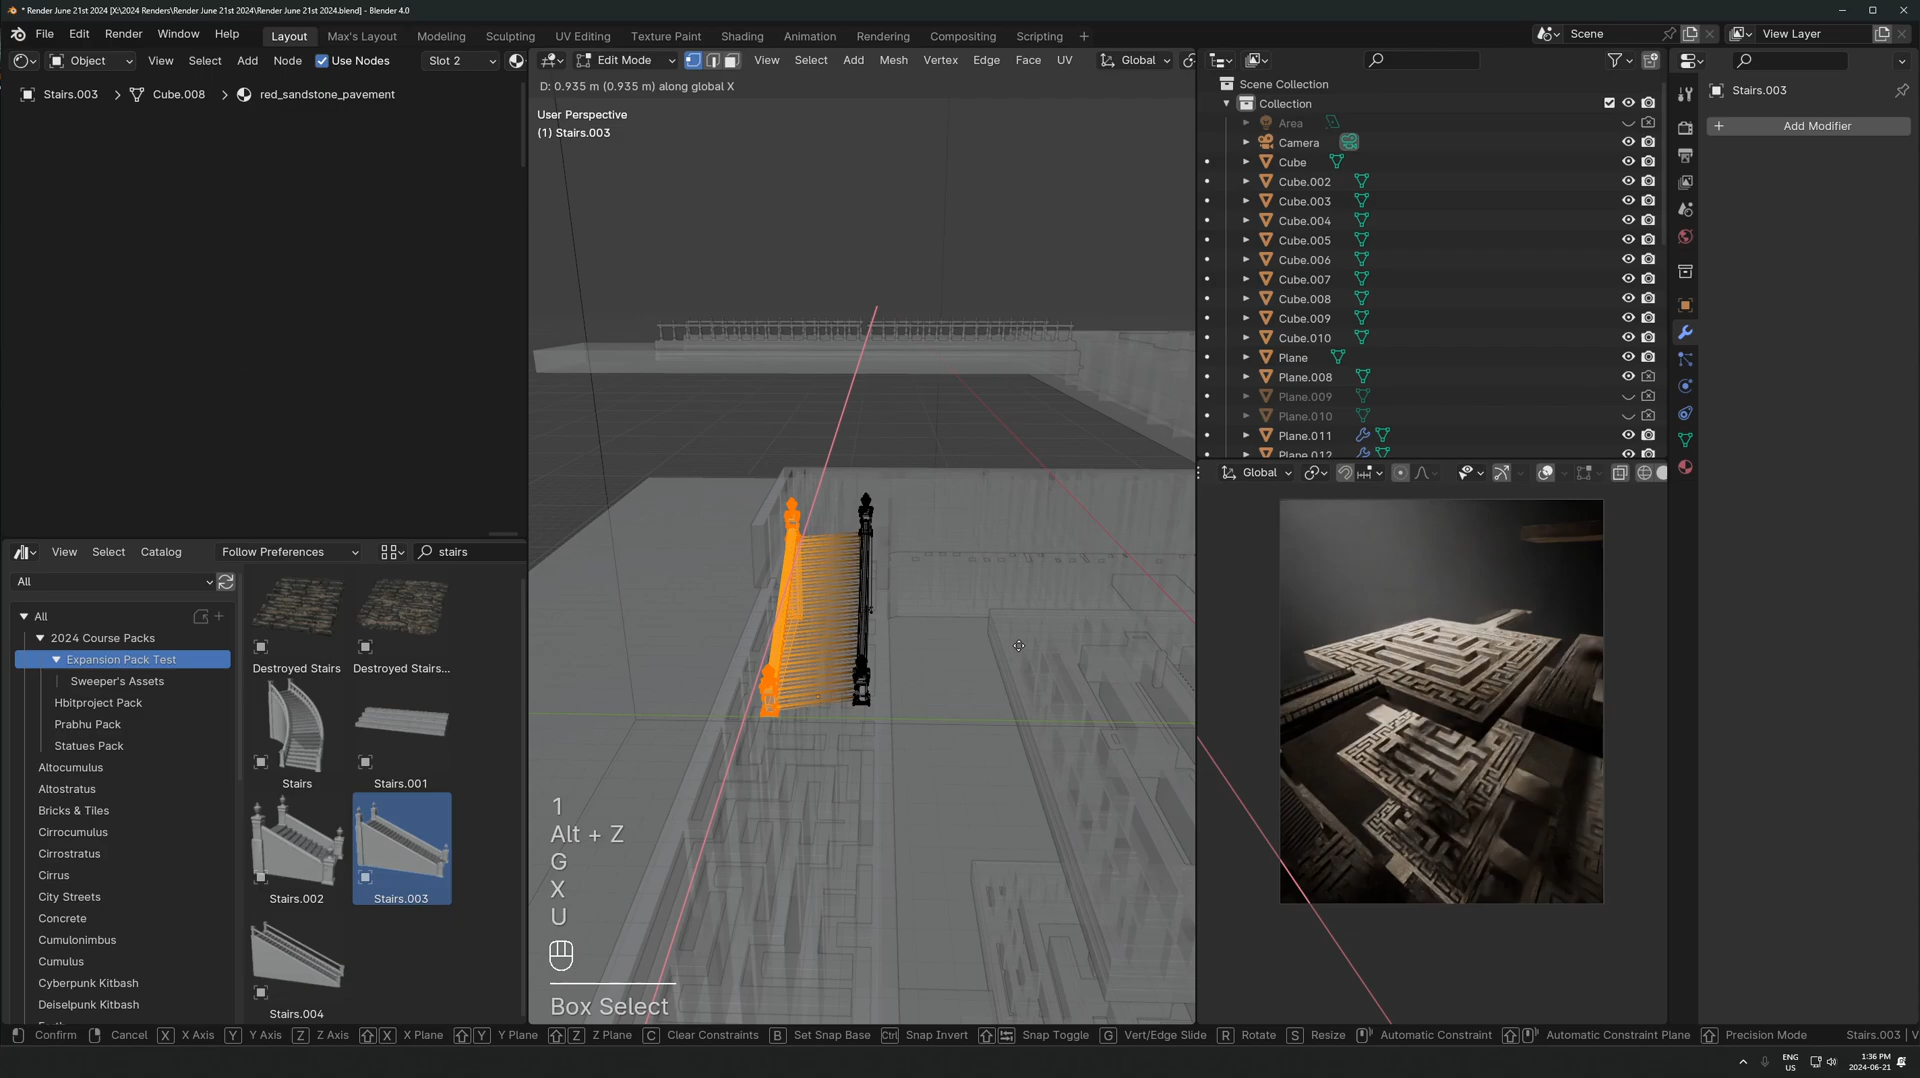 * Render June 21st 2024 [X:\2024 Renders\Render June 21st 2024\Render June 21st 2024.blend] - Blender 4.0
File Edit Render Window Help Layout Max's Layout Modeling Sculpting UV Editing Texture Paint Shading Animation Rendering Compositing Scripting Scene View Layer
Object View Select Add Node Use Nodes Slot 2 Edit Mode View Select Add Mesh Vertex Edge Face UV Global
Stairs.003 > Cube.008 > red_sandstone_pavement
D: 0.935 m (0.935 m) along global X
User Perspective
(1) Stairs.003
1
Alt + Z
G
X
U
Box Select
Scene Collection
Collection
Area
Camera
Cube
Cube.002
Cube.003
Cube.004
Cube.005
Cube.006
Cube.007
Cube.008
Cube.009
Cube.010
Plane
Plane.008
Plane.009
Plane.010
Plane.011
Plane.012
Stairs.003
Add Modifier
Global
View Select Catalog Follow Preferences stairs
All
All
2024 Course Packs
Expansion Pack Test
Sweeper's Assets
Hbitproject Pack
Prabhu Pack
Statues Pack
Altocumulus
Altostratus
Bricks & Tiles
Cirrocumulus
Cirrostratus
Cirrus
City Streets
Concrete
Cumulonimbus
Cumulus
Cyberpunk Kitbash
Deiselpunk Kitbash
Destroyed Stairs
Destroyed Stairs...
Stairs
Stairs.001
Stairs.002
Stairs.003
Stairs.004
Confirm Cancel X X Axis Y Y Axis Z Z Axis X X Plane Y Y Plane Z Z Plane C Clear Constraints B Set Snap Base Ctrl Snap Invert Snap Toggle G Vert/Edge Slide R Rotate S Resize Automatic Constraint Automatic Constraint Plane Precision Mode Stairs.003 | V
ENG
US
1:36 PM
2024-06-21